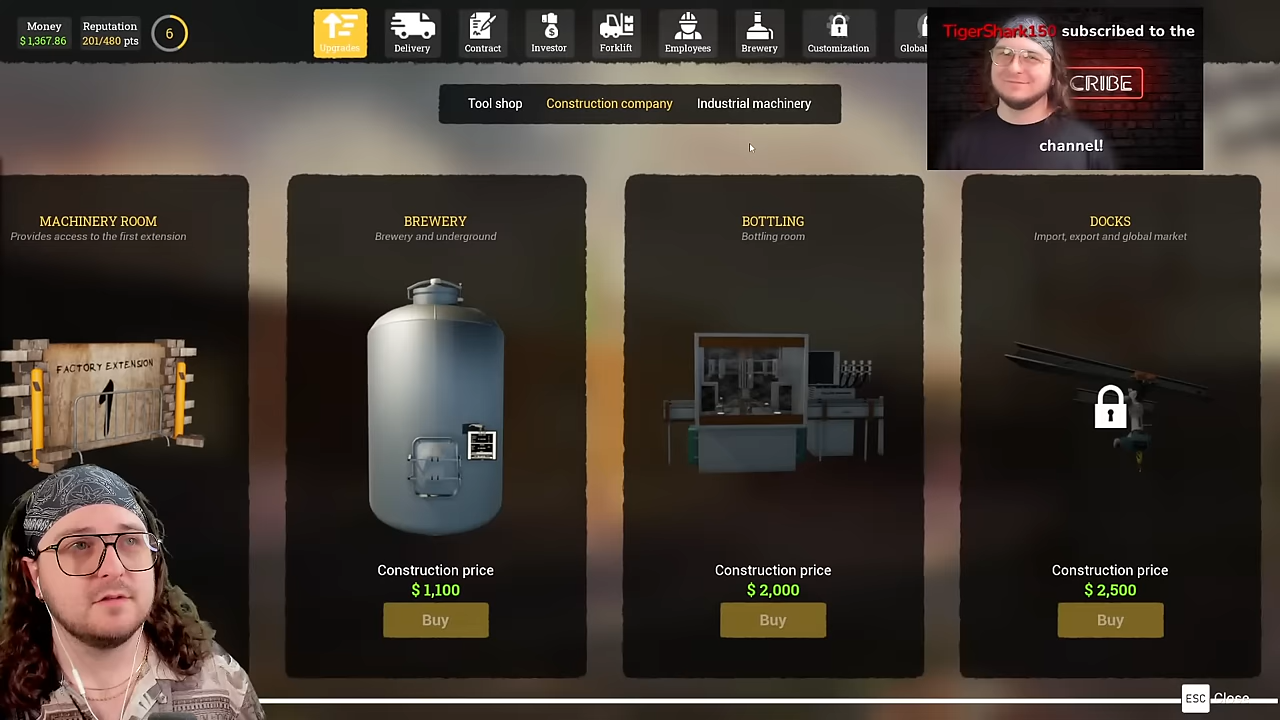 Money
$ 1,367.86
Reputation
201/480 pts
6
Upgrades
Delivery
Contract
Investor
Forklift
Employees
Brewery
Customization
Global
TigerShark150 subscribed to the
CRIBE
channel!
Tool shop
Construction company
Industrial machinery
MACHINERY ROOM
Provides access to the first extension
FACTORY EXTENSION
1
BREWERY
Brewery and underground
Construction price
$ 1,100
Buy
BOTTLING
Bottling room
Construction price
$ 2,000
Buy
DOCKS
Import, export and global market
Construction price
$ 2,500
Buy
ESC Close